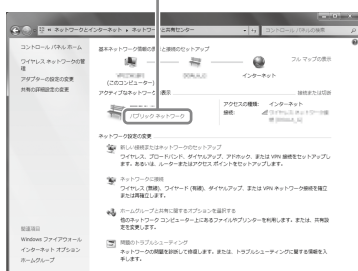 ネットワークとインターネット ▸ ネットワークと共有センター
コントロール パネルの検索
コントロール パネル ホーム
ワイヤレス ネットワークの管理
アダプターの設定の変更
共有の詳細設定の変更
基本ネットワーク情報の表示と接続のセットアップ
フル マップの表示
(このコンピューター)
インターネット
アクティブなネットワークの表示
接続または切断
パブリック ネットワーク
アクセスの種類: インターネット
接続:
ネットワーク設定の変更
新しい接続またはネットワークのセットアップ
ワイヤレス、ブロードバンド、ダイヤルアップ、アドホック、または VPN 接続をセットアップします。あるいは、ルーターまたはアクセス ポイントをセットアップします。
ネットワークに接続
ワイヤレス (無線)、ワイヤード (有線)、ダイヤルアップ、または VPN ネットワーク接続を確立または再確立します。
ホームグループと共有に関するオプションを選択する
他のネットワーク コンピューター上にあるファイルやプリンターを利用します。または、共有設定を変更します。
問題のトラブルシューティング
ネットワークの問題を診断して修復します。または、トラブルシューティングに関する情報を入手します。
関連項目
Windows ファイアウォール
インターネット オプション
ホームグループ